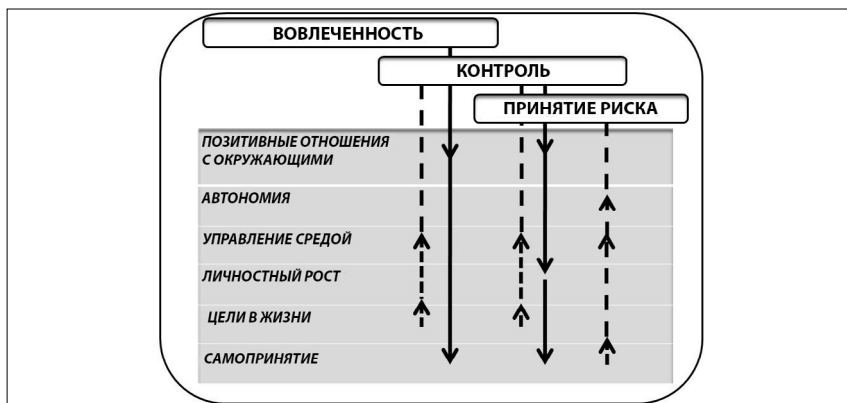 ВОВЛЕЧЕННОСТЬ
КОНТРОЛЬ
ПРИНЯТИЕ РИСКА
ПОЗИТИВНЫЕ ОТНОШЕНИЯ
С ОКРУЖАЮЩИМИ
АВТОНОМИЯ
УПРАВЛЕНИЕ СРЕДОЙ
ЛИЧНОСТНЫЙ РОСТ
ЦЕЛИ В ЖИЗНИ
САМОПРИНЯТИЕ